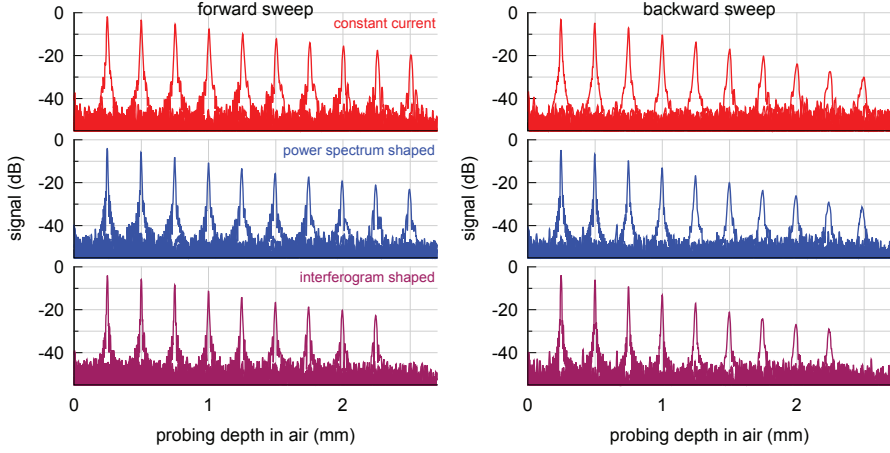 forward sweep
backward sweep
constant current
0
-20
-40
0
-20
-40
power spectrum shaped
0
-20
-40
0
-20
-40
interferogram shaped
0
-20
-40
0
-20
-40
signal (dB)
signal (dB)
0
1
2
0
1
2
probing depth in air (mm)
probing depth in air (mm)